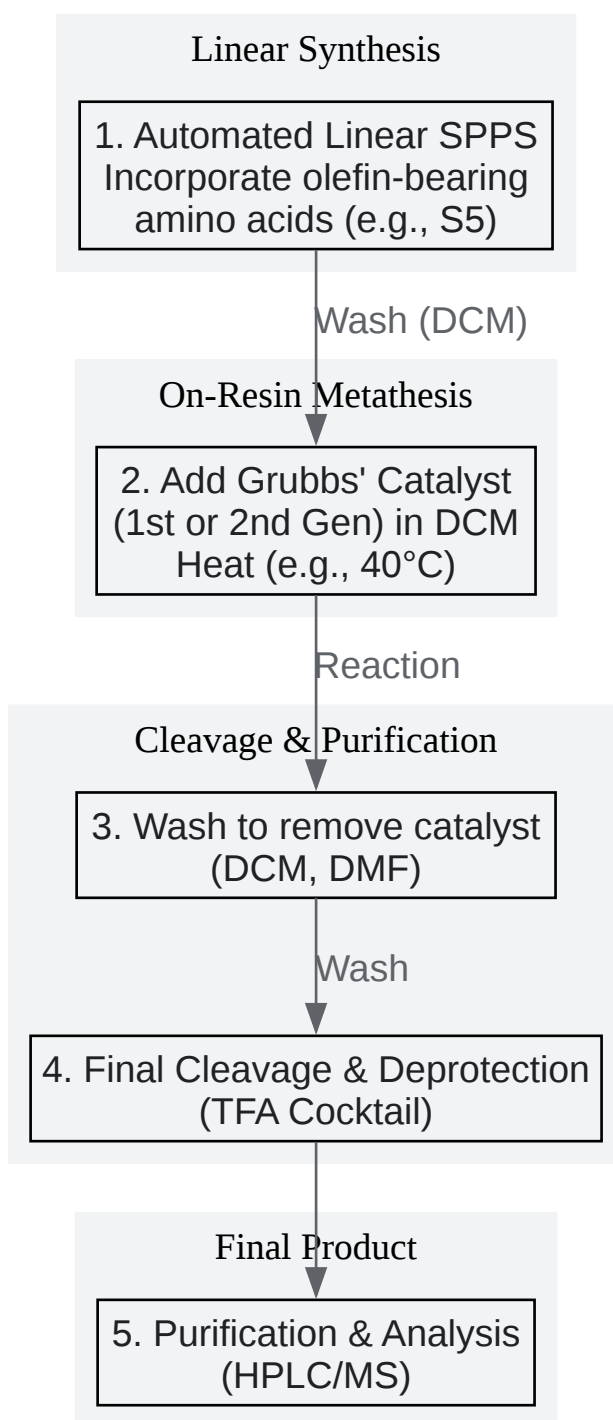 Linear Synthesis
1. Automated Linear SPPS
Incorporate olefin-bearing
amino acids (e.g., S5)
Wash (DCM)
On-Resin Metathesis
2. Add Grubbs' Catalyst
(1st or 2nd Gen) in DCM
Heat (e.g., 40°C)
Reaction
Cleavage & Purification
3. Wash to remove catalyst
(DCM, DMF)
Wash
4. Final Cleavage & Deprotection
(TFA Cocktail)
Final Product
5. Purification & Analysis
(HPLC/MS)